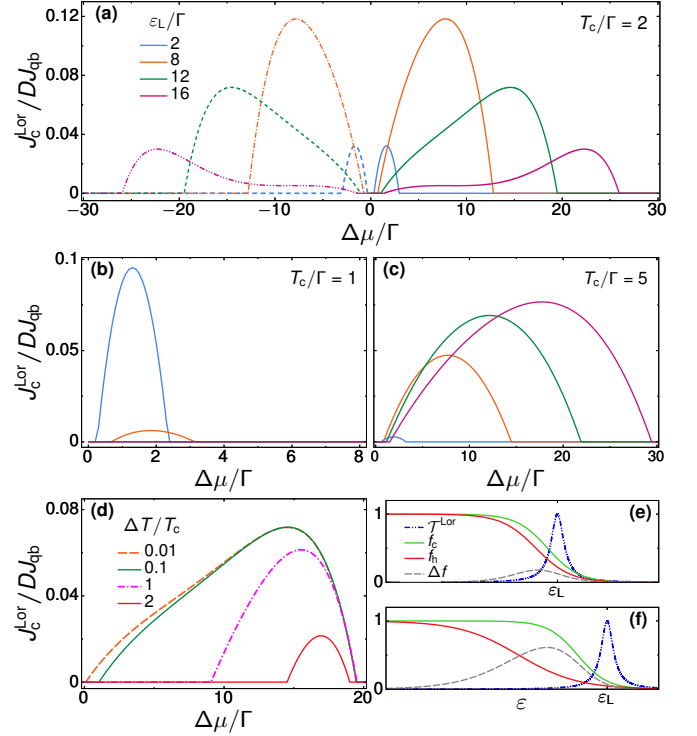 (a)
ε_L/Γ
2
8
12
16
T_c/Γ = 2
J_c^Lor / DJ_qb
0.12
0.08
0.04
0
−30 −20 −10 0 10 20 30
Δμ/Γ
(b)
T_c/Γ = 1
J_c^Lor / DJ_qb
0.1
0.05
0
0 2 4 6 8
Δμ/Γ
(c)
T_c/Γ = 5
0 10 20 30
Δμ/Γ
(d)
ΔT/T_c
0.01
0.1
1
2
J_c^Lor / DJ_qb
0.08
0.04
0
0 10 20
Δμ/Γ
(e)
1
0
𝒯^Lor
f_c
f_h
Δf
ε_L
(f)
1
0
ε
ε_L